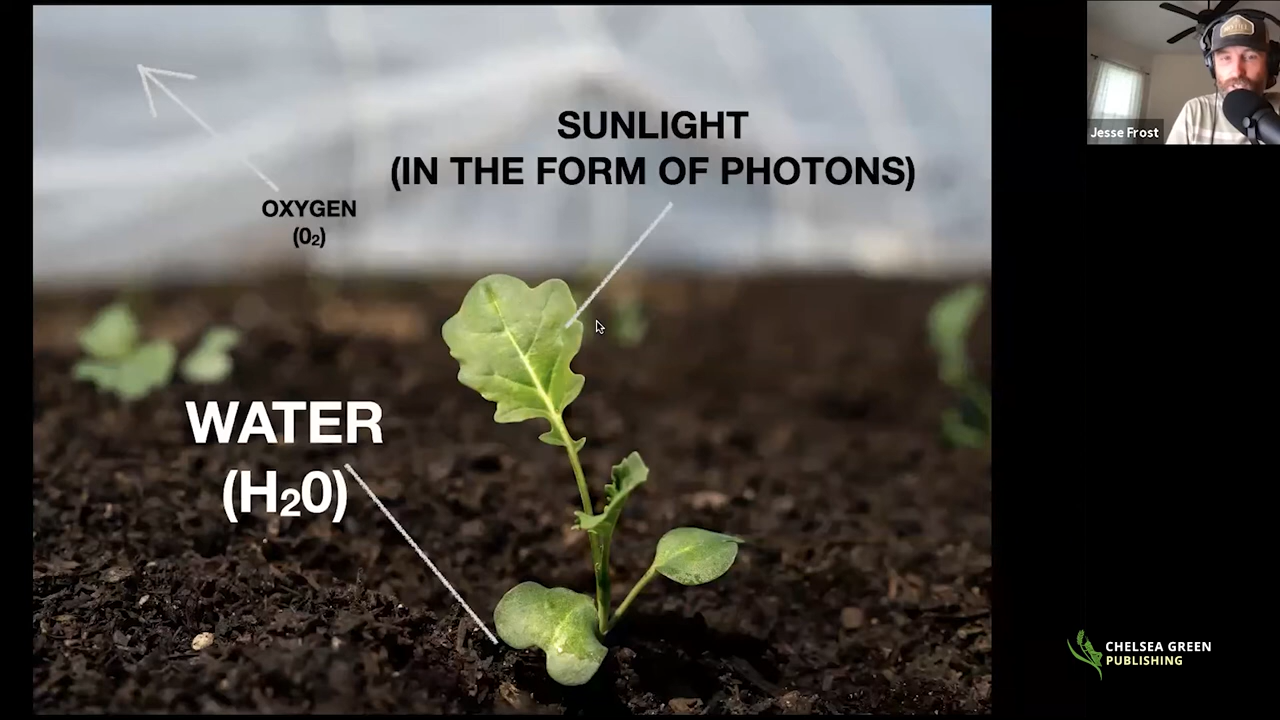 SUNLIGHT
(IN THE FORM OF PHOTONS)
OXYGEN
(0₂)
WATER
(H₂0)
Jesse Frost
CHELSEA GREEN
PUBLISHING